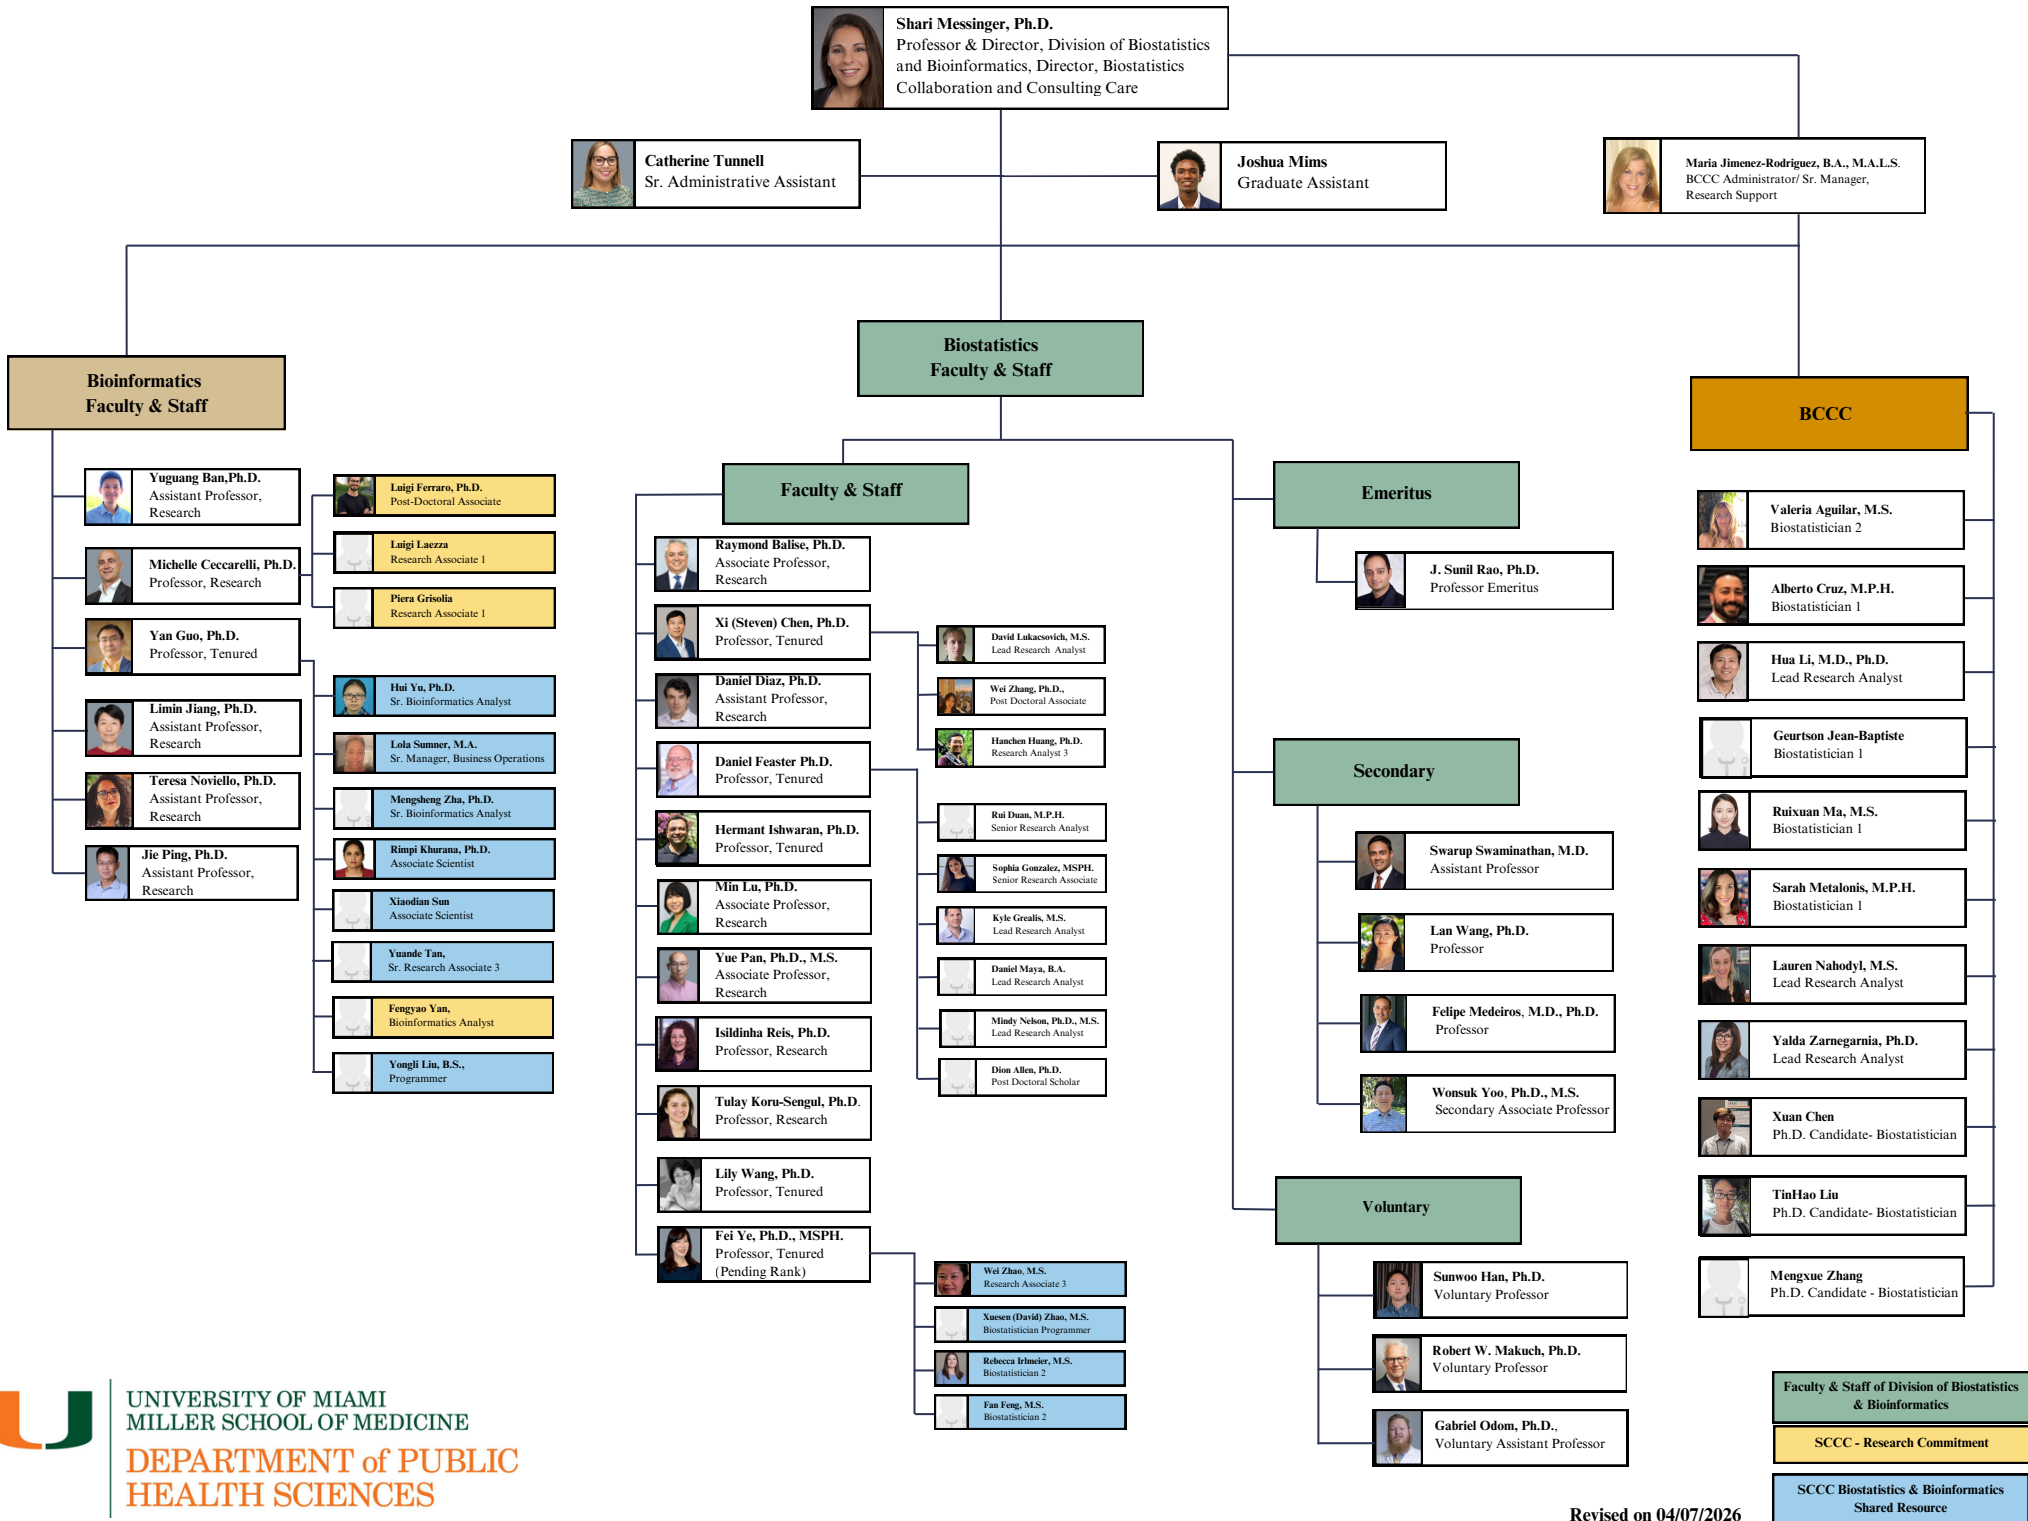 Shari Messinger, Ph.D.
Professor & Director, Division of Biostatistics
and Bioinformatics, Director, Biostatistics
Collaboration and Consulting Care
Catherine Tunnell
Sr. Administrative Assistant
Joshua Mims
Graduate Assistant
Maria Jimenez-Rodriguez, B.A., M.A.L.S.
BCCC Administrator/ Sr. Manager,
Research Support
Bioinformatics
Faculty & Staff
Yuguang Ban,Ph.D.
Assistant Professor,
Research
Michelle Ceccarelli, Ph.D.
Professor, Research
Yan Guo, Ph.D.
Professor, Tenured
Limin Jiang, Ph.D.
Assistant Professor,
Research
Teresa Noviello, Ph.D.
Assistant Professor,
Research
Jie Ping, Ph.D.
Assistant Professor,
Research
Luigi Ferraro, Ph.D.
Post-Doctoral Associate
Luigi Laezza
Research Associate 1
Piera Grisolia
Research Associate 1
Hui Yu, Ph.D.
Sr. Bioinformatics Analyst
Lola Sumner, M.A.
Sr. Manager, Business Operations
Mengsheng Zha, Ph.D.
Sr. Bioinformatics Analyst
Rimpi Khurana, Ph.D.
Associate Scientist
Xiaodian Sun
Associate Scientist
Yuande Tan,
Sr. Research Associate 3
Fengyao Yan,
Bioinformatics Analyst
Yongli Liu, B.S.,
Programmer
Biostatistics
Faculty & Staff
Faculty & Staff
Raymond Balise, Ph.D.
Associate Professor,
Research
Xi (Steven) Chen, Ph.D.
Professor, Tenured
Daniel Diaz, Ph.D.
Assistant Professor,
Research
Daniel Feaster Ph.D.
Professor, Tenured
Hermant Ishwaran, Ph.D.
Professor, Tenured
Min Lu, Ph.D.
Associate Professor,
Research
Yue Pan, Ph.D., M.S.
Associate Professor,
Research
Isildinha Reis, Ph.D.
Professor, Research
Tulay Koru-Sengul, Ph.D.
Professor, Research
Lily Wang, Ph.D.
Professor, Tenured
Fei Ye, Ph.D., MSPH.
Professor, Tenured
(Pending Rank)
David Lukacsovich, M.S.
Lead Research Analyst
Wei Zhang, Ph.D.,
Post Doctoral Associate
Hanchen Huang, Ph.D.
Research Analyst 3
Rui Duan, M.P.H.
Senior Research Analyst
Sophia Gonzalez, MSPH.
Senior Research Associate
Kyle Grealis, M.S.
Lead Research Analyst
Daniel Maya, B.A.
Lead Research Analyst
Mindy Nelson, Ph.D., M.S.
Lead Research Analyst
Dion Allen, Ph.D.
Post Doctoral Scholar
Wei Zhao, M.S.
Research Associate 3
Xuesen (David) Zhao, M.S.
Biostatistician Programmer
Rebecca Irlmeier, M.S.
Biostatistician 2
Fan Feng, M.S.
Biostatistician 2
Emeritus
J. Sunil Rao, Ph.D.
Professor Emeritus
Secondary
Swarup Swaminathan, M.D.
Assistant Professor
Lan Wang, Ph.D.
Professor
Felipe Medeiros, M.D., Ph.D.
Professor
Wonsuk Yoo, Ph.D., M.S.
Secondary Associate Professor
Voluntary
Sunwoo Han, Ph.D.
Voluntary Professor
Robert W. Makuch, Ph.D.
Voluntary Professor
Gabriel Odom, Ph.D.,
Voluntary Assistant Professor
BCCC
Valeria Aguilar, M.S.
Biostatistician 2
Alberto Cruz, M.P.H.
Biostatistician 1
Hua Li, M.D., Ph.D.
Lead Research Analyst
Geurtson Jean-Baptiste
Biostatistician 1
Ruixuan Ma, M.S.
Biostatistician 1
Sarah Metalonis, M.P.H.
Biostatistician 1
Lauren Nahodyl, M.S.
Lead Research Analyst
Yalda Zarnegarnia, Ph.D.
Lead Research Analyst
Xuan Chen
Ph.D. Candidate- Biostatistician
TinHao Liu
Ph.D. Candidate- Biostatistician
Mengxue Zhang
Ph.D. Candidate - Biostatistician
UNIVERSITY OF MIAMI
MILLER SCHOOL OF MEDICINE
DEPARTMENT of PUBLIC
HEALTH SCIENCES
Faculty & Staff of Division of Biostatistics
& Bioinformatics
SCCC - Research Commitment
SCCC Biostatistics & Bioinformatics
Shared Resource
Revised on 04/07/2026